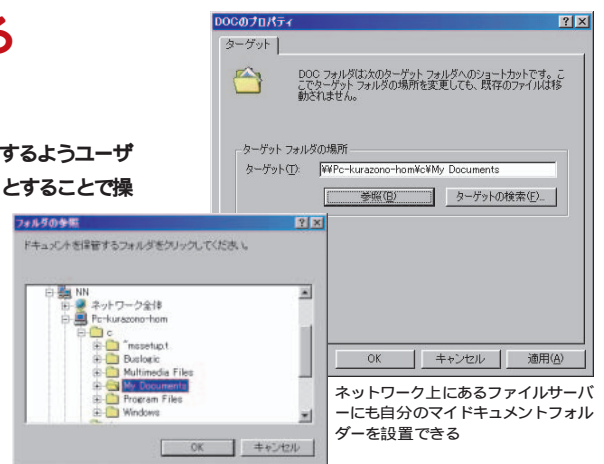 る
するようユーザ
とすることで操
DOCのプロパティ
ターゲット
DOC フォルダは次のターゲット フォルダへのショートカットです。こ
こでターゲット フォルダの場所を変更しても、既存のファイルは移
動されません。
ターゲット フォルダの場所
ターゲット(T):
¥¥Pc-kurazono-hom¥c¥My Documents
参照(B)
ターゲットの検索(F)...
OK
キャンセル
適用(A)
フォルダの参照
ドキュメントを保管するフォルダをクリックしてください。
NN
ネットワーク全体
Pc-kurazono-hom
c
~mssetup.t
Buslogic
Multimedia Files
My Documents
Program Files
Windows
OK
キャンセル
ネットワーク上にあるファイルサーバ
ーにも自分のマイドキュメントフォル
ダーを設置できる